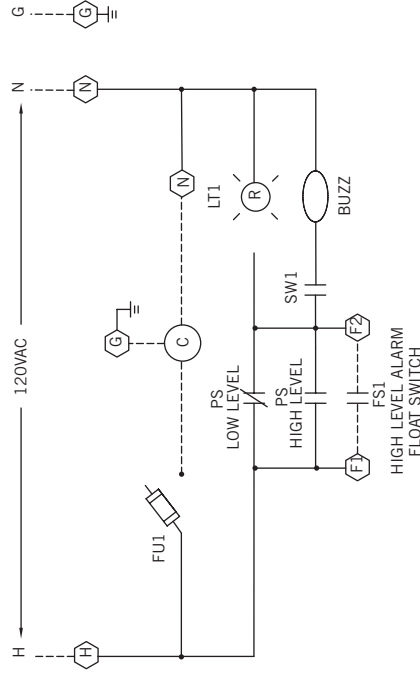 H
120VAC
N
G
H
N
G
G
FU1
C
N
PS
LOW LEVEL
LT1
R
PS
HIGH LEVEL
SW1
BUZZ
F1
F2
FS1
HIGH LEVEL ALARM
FLOAT SWITCH